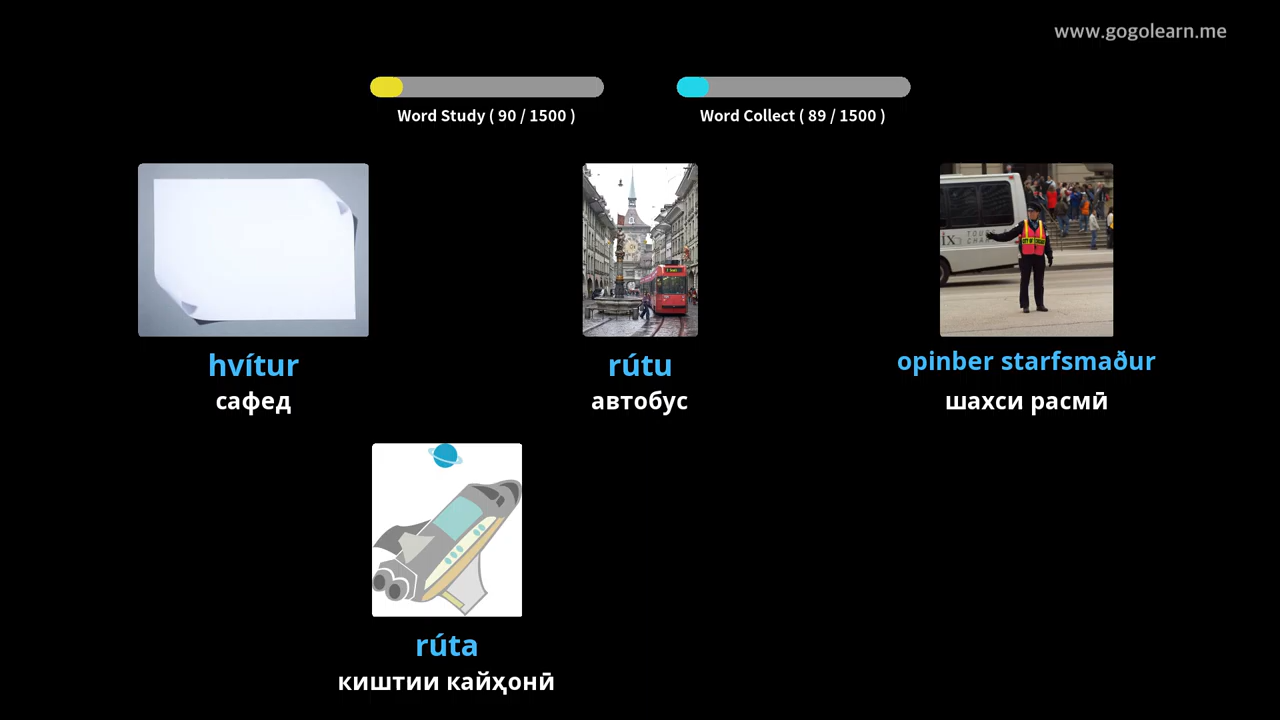 www.gogolearn.me
Word Study ( 90 / 1500 )
Word Collect ( 89 / 1500 )
hvítur
сафед
rútu
автобус
opinber starfsmaður
шахси расмӣ
rúta
киштии кайҳонӣ